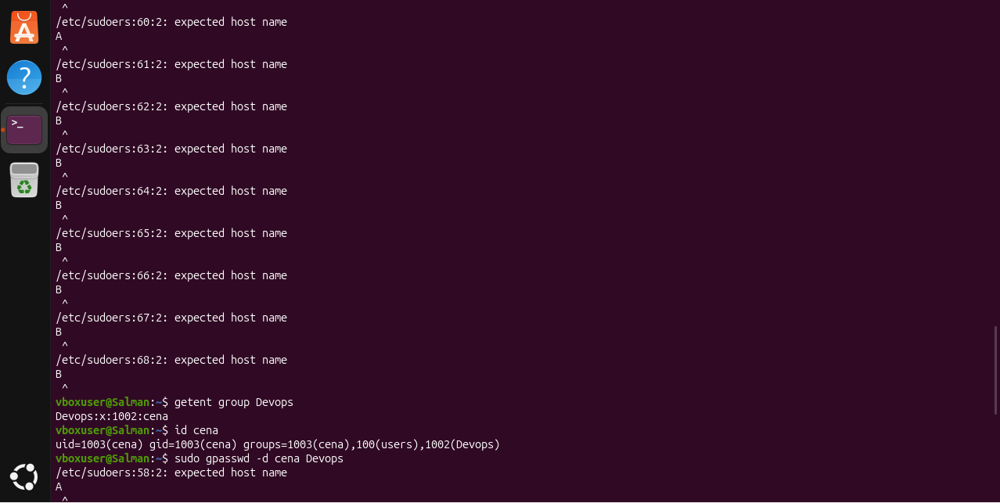 ^
/etc/sudoers:60:2: expected host name
A
^
/etc/sudoers:61:2: expected host name
B
^
/etc/sudoers:62:2: expected host name
B
^
/etc/sudoers:63:2: expected host name
B
^
/etc/sudoers:64:2: expected host name
B
^
/etc/sudoers:65:2: expected host name
B
^
/etc/sudoers:66:2: expected host name
B
^
/etc/sudoers:67:2: expected host name
B
^
/etc/sudoers:68:2: expected host name
B
^
vboxuser@Salman:~$ getent group Devops
Devops:x:1002:cena
vboxuser@Salman:~$ id cena
uid=1003(cena) gid=1003(cena) groups=1003(cena),100(users),1002(Devops)
vboxuser@Salman:~$ sudo gpasswd -d cena Devops
/etc/sudoers:58:2: expected host name
A
^